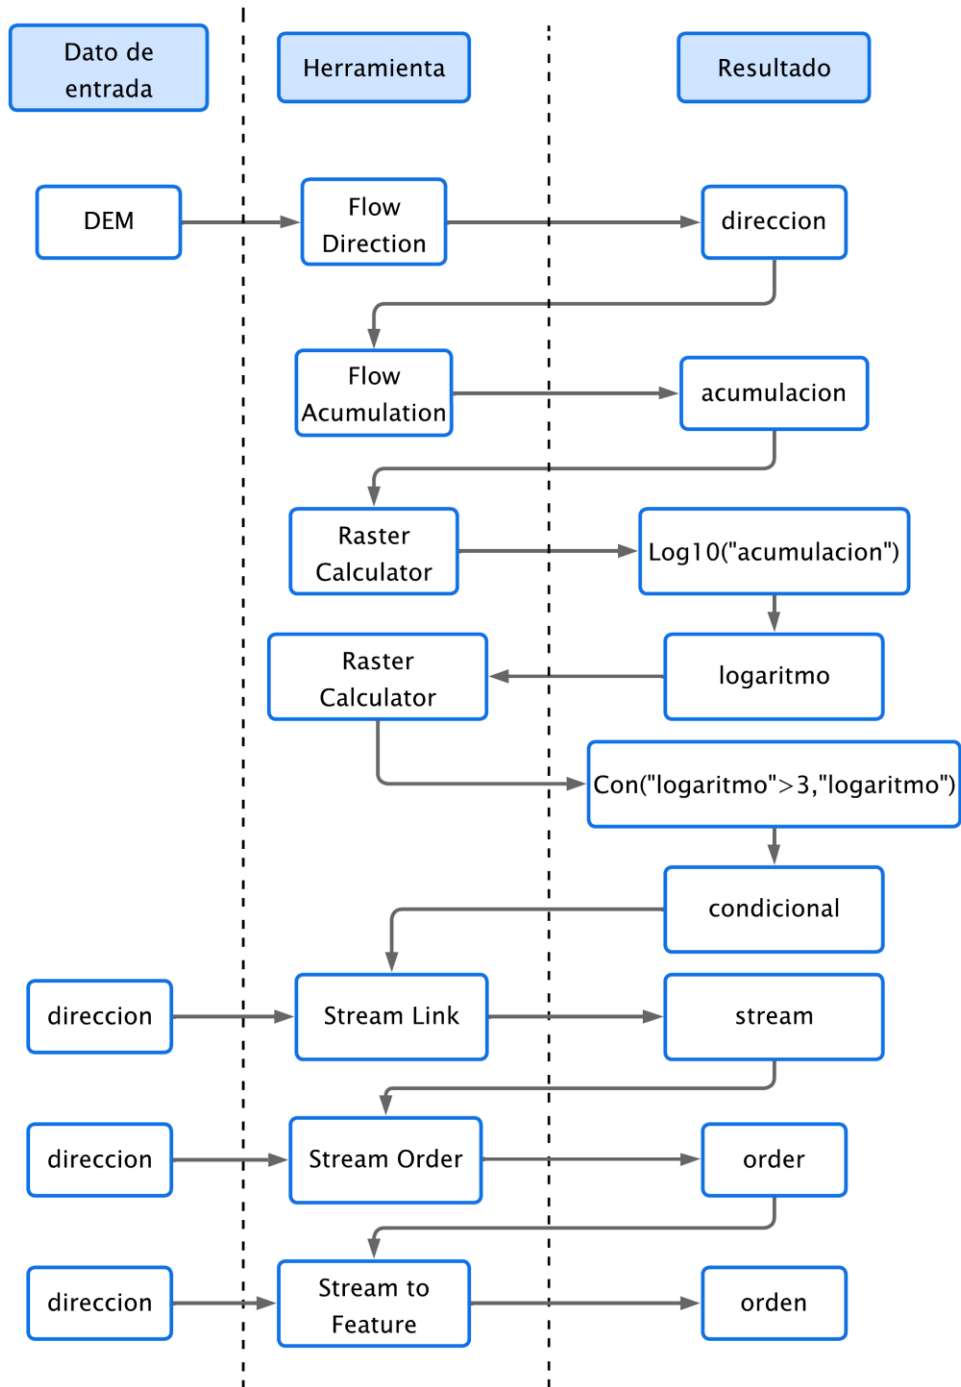 Dato de
entrada
Herramienta
Resultado
DEM
Flow
Direction
direccion
Flow
Acumulation
acumulacion
Raster
Calculator
Log10("acumulacion")
Raster
Calculator
logaritmo
Con("logaritmo">3,"logaritmo")
condicional
direccion
Stream Link
stream
direccion
Stream Order
order
direccion
Stream to
Feature
orden